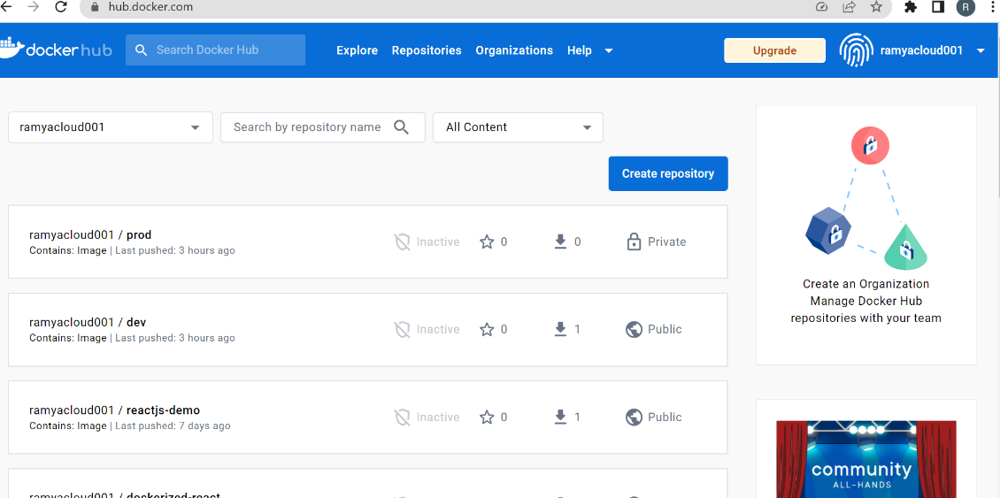 hub.docker.com
R
docker hub
Search Docker Hub
Explore Repositories Organizations Help
Upgrade
ramyacloud001
ramyacloud001
Search by repository name
All Content
Create repository
ramyacloud001 / prod
Contains: Image | Last pushed: 3 hours ago
Inactive
0
0
Private
ramyacloud001 / dev
Contains: Image | Last pushed: 3 hours ago
Inactive
0
1
Public
ramyacloud001 / reactjs-demo
Contains: Image | Last pushed: 7 days ago
Inactive
0
1
Public
ramyacloud001 / dockerized-react
Create an Organization
Manage Docker Hub
repositories with your team
community
ALL-HANDS